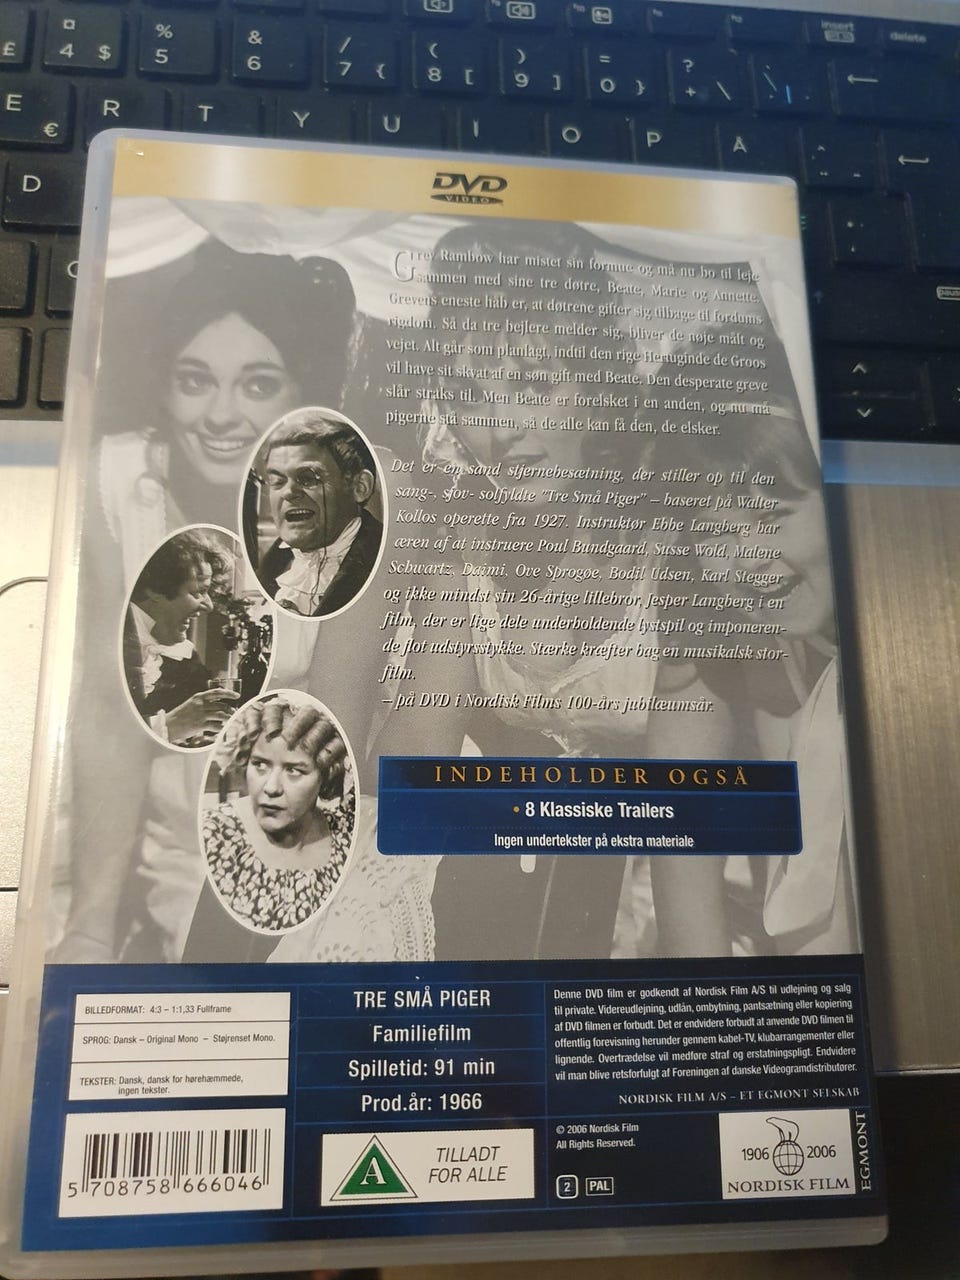 insert
delete
£
¤
4 $
%
5
&
6
/
7 {
(
8 [
)
9 ]
=
0 }
?
+ \
E
€
R
T
Y
U
I
O
P
Å
D
DVD
VIDEO
Grev Rambow har mistet sin formue og må nu bo til leje
sammen med sine tre døtre, Beate, Marie og Annette.
Grevens eneste håb er, at døtrene gifter sig tilbage til fordums
rigdom. Så da tre bejlere melder sig, bliver de nøje målt og
vejet. Alt går som planlagt, indtil den rige Hertuginde de Groos
vil have sit skvat af en søn gift med Beate. Den desperate greve
slår straks til. Men Beate er forelsket i en anden, og nu må
pigerne stå sammen, så de alle kan få den, de elsker.
Det er en sand stjernebesætning, der stiller op til den
sang-, sjov- solfyldte "Tre Små Piger" – baseret på Walter
Kollos operette fra 1927. Instruktør Ebbe Langberg har
æren af at instruere Poul Bundgaard, Susse Wold, Malene
Schwartz, Daimi, Ove Sprogøe, Bodil Udsen, Karl Stegger
og ikke mindst sin 26-årige lillebror, Jesper Langberg i en
film, der er lige dele underholdende lystspil og imponeren-
de flot udstyrsstykke. Stærke kræfter bag en musikalsk stor-
film.
– på DVD i Nordisk Films 100-års jubilæumsår.
INDEHOLDER OGSÅ
• 8 Klassiske Trailers
Ingen undertekster på ekstra materiale
BILLEDFORMAT: 4:3 – 1:1,33 Fullframe
SPROG: Dansk – Original Mono – Støjrenset Mono.
TEKSTER: Dansk, dansk for hørehæmmede,
ingen tekster.
5 708758 666046
TRE SMÅ PIGER
Familiefilm
Spilletid: 91 min
Prod.år: 1966
A
TILLADT
FOR ALLE
Denne DVD film er godkendt af Nordisk Film A/S til udlejning og salg
til private. Videreudlejning, udlån, ombytning, pantsætning eller kopiering
af DVD filmen er forbudt. Det er endvidere forbudt at anvende DVD filmen til
offentlig forevisning herunder gennem kabel-TV, klubarrangementer eller
lignende. Overtrædelse vil medføre straf og erstatningspligt. Endvidere
vil man blive retsforfulgt af Foreningen af danske Videogramdistributører.
NORDISK FILM A/S – ET EGMONT SELSKAB
© 2006 Nordisk Film
All Rights Reserved.
2 PAL
1906 2006
NORDISK FILM
EGMONT